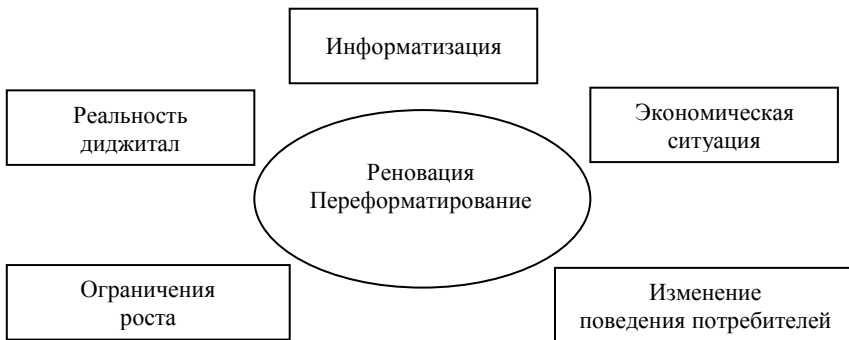 Информатизация
Реальность
диджитал
Экономическая
ситуация
Реновация
Переформатирование
Ограничения
роста
Изменение
поведения потребителей